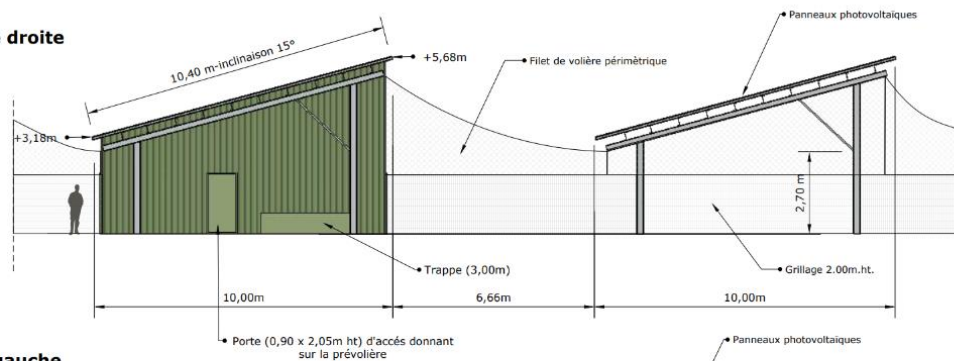 droite
10,40 m-inclinaison 15°
+5,68m
Panneaux photovoltaïques
Filet de volière périmètrique
+3,18m
2,70 m
Trappe (3,00m)
Grillage 2.00m.ht.
10,00m
6,66m
10,00m
Porte (0,90 x 2,05m ht) d'accés donnant
sur la prévolière
Panneaux photovoltaïques